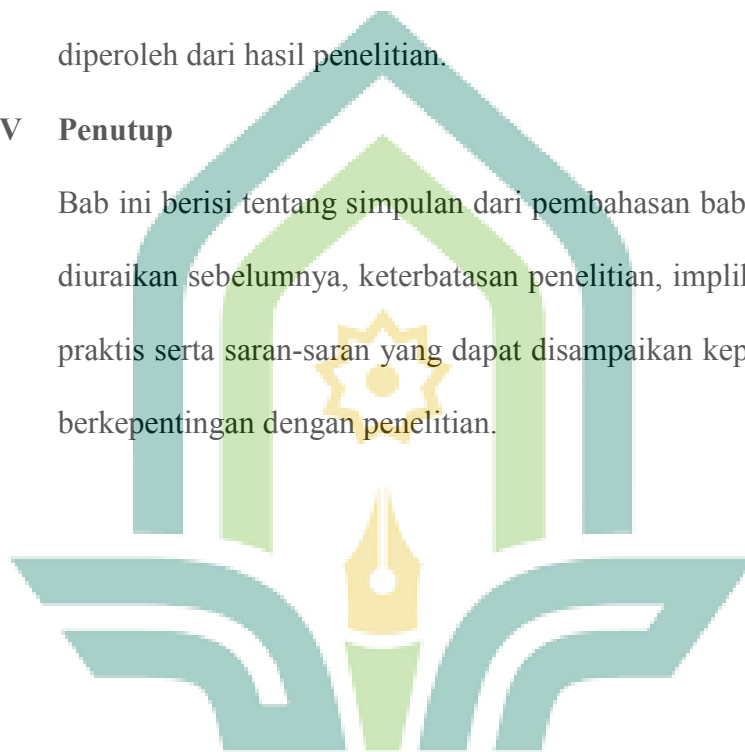 diperoleh dari hasil penelitian.
V Penutup
Bab ini berisi tentang simpulan dari pembahasan bab
diuraikan sebelumnya, keterbatasan penelitian, implik
praktis serta saran-saran yang dapat disampaikan kep
berkepentingan dengan penelitian.